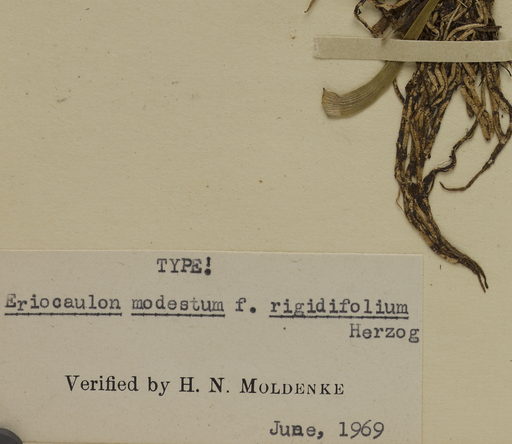 TYPE!
Eriocaulon modestum f. rigidifolium
Herzog
Verified by H. N. MOLDENKE
June, 1969